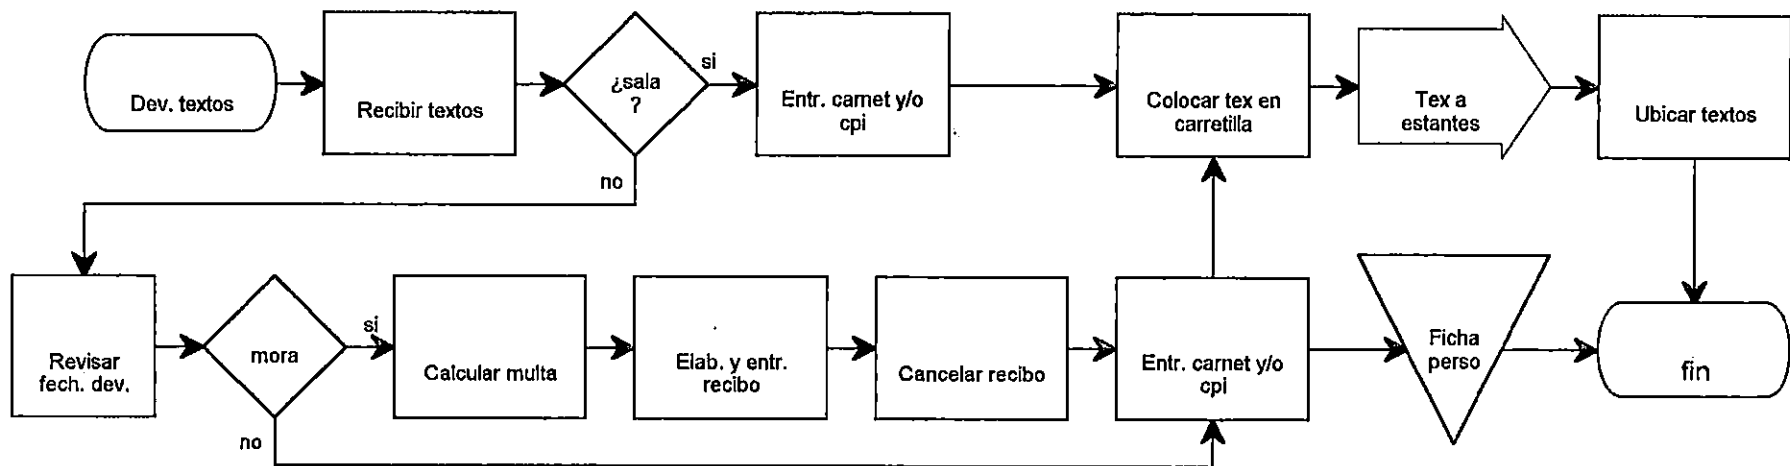 Dev. textos
Recibir textos
¿sala
?
si
no
Entr. carnet y/o
cpi
Colocar tex en
carretilla
Tex a
estantes
Ubicar textos
Revisar
fech. dev.
mora
si
no
Calcular multa
Elab. y entr.
recibo
Cancelar recibo
Entr. carnet y/o
cpi
Ficha
perso
fin